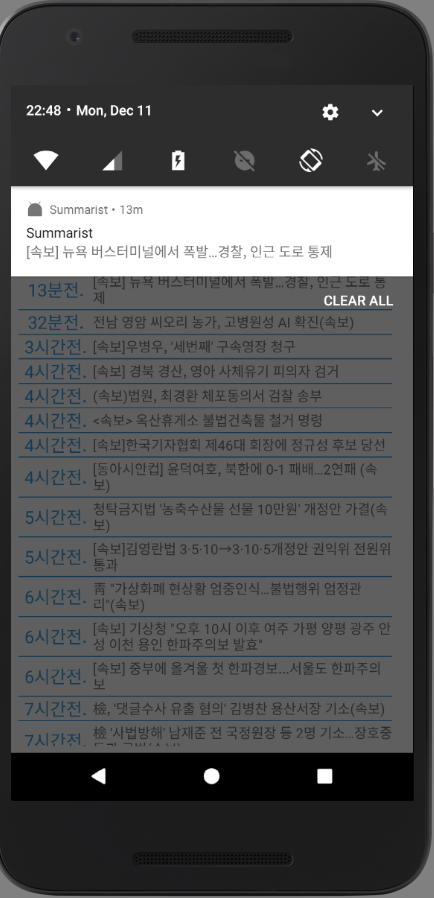 22:48 • Mon, Dec 11
Summarist • 13m
Summarist
[속보] 뉴욕 버스터미널에서 폭발...경찰, 인근 도로 통제
13분전. [속보] 뉴욕 버스터미널에서 폭발...경찰, 인근 도로 통
제
CLEAR ALL
32분전. 전남 영암 씨오리 농가, 고병원성 AI 확진(속보)
3시간전. [속보]우병우, '세번째' 구속영장 청구
4시간전. [속보] 경북 경산, 영아 사체유기 피의자 검거
4시간전. (속보)법원, 최경환 체포동의서 검찰 송부
4시간전. <속보> 옥산휴게소 불법건축물 철거 명령
4시간전. [속보]한국기자협회 제46대 회장에 정규성 후보 당선
4시간전. [동아시안컵] 윤덕여호, 북한에 0-1 패배...2연패 (속
보)
5시간전. 청탁금지법 '농축수산물 선물 10만원' 개정안 가결(속
보)
5시간전. [속보]김영란법 3·5·10→3·10·5개정안 권익위 전원위
통과
6시간전. 靑 "가상화폐 현상황 엄중인식...불법행위 엄정관
리"(속보)
6시간전. [속보] 기상청 "오후 10시 이후 여주 가평 양평 광주 안
성 이천 용인 한파주의보 발효"
6시간전. [속보] 중부에 올겨울 첫 한파경보...서울도 한파주의
보
7시간전. 檢, '댓글수사 유출 혐의' 김병찬 용산서장 기소(속보)
7시간전. 檢 '사법방해' 남재준 전 국정원장 등 2명 기소...장호중